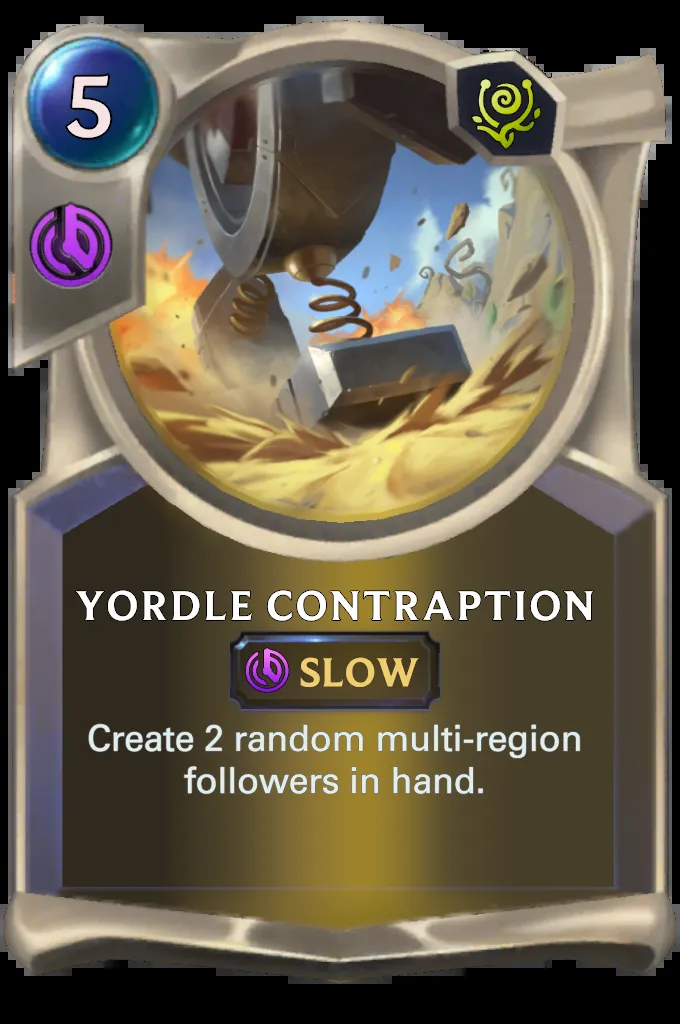 5
YORDLE CONTRAPTION
SLOW
Create 2 random multi-region
followers in hand.